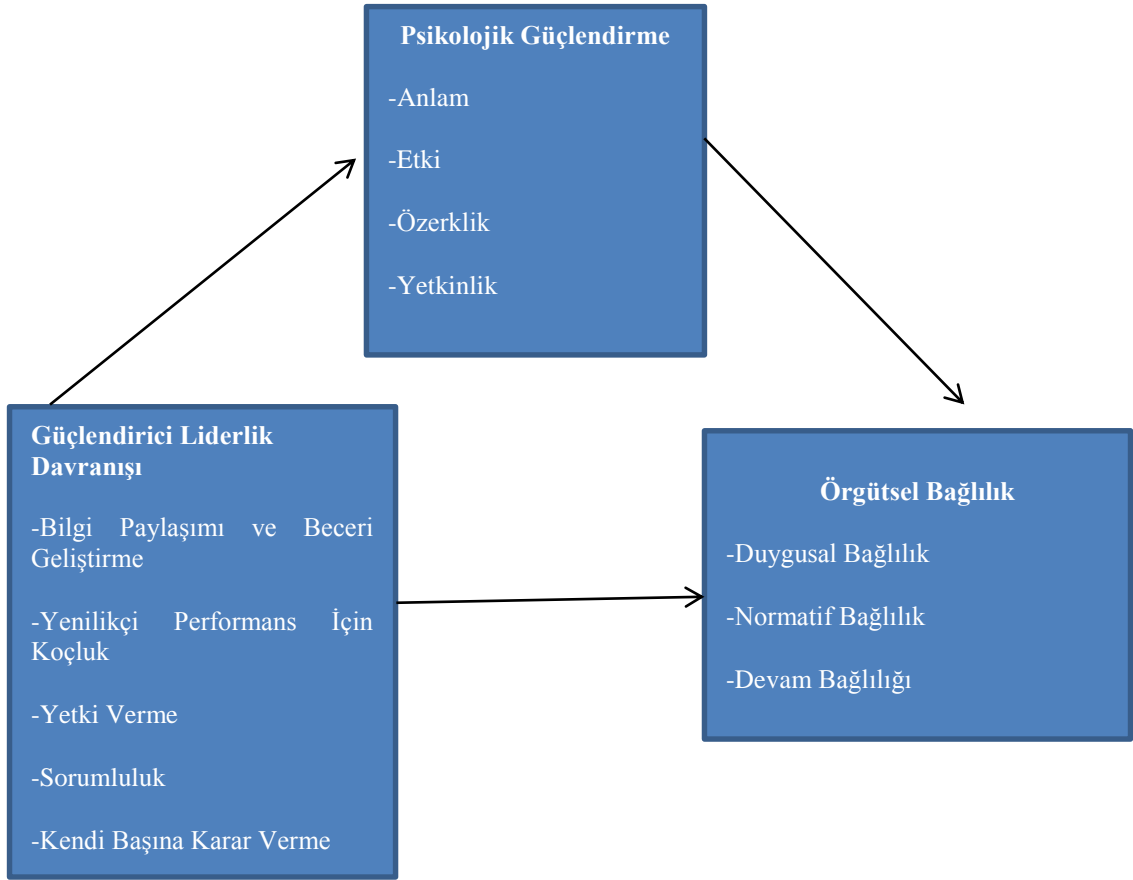 Psikolojik Güçlendirme
-Anlam
-Etki
-Özerklik
-Yetkinlik
Güçlendirici Liderlik
Davranışı
-Bilgi Paylaşımı ve Beceri
Geliştirme
-Yenilikçi Performans İçin
Koçluk
-Yetki Verme
-Sorumluluk
-Kendi Başına Karar Verme
Örgütsel Bağlılık
-Duygusal Bağlılık
-Normatif Bağlılık
-Devam Bağlılığı